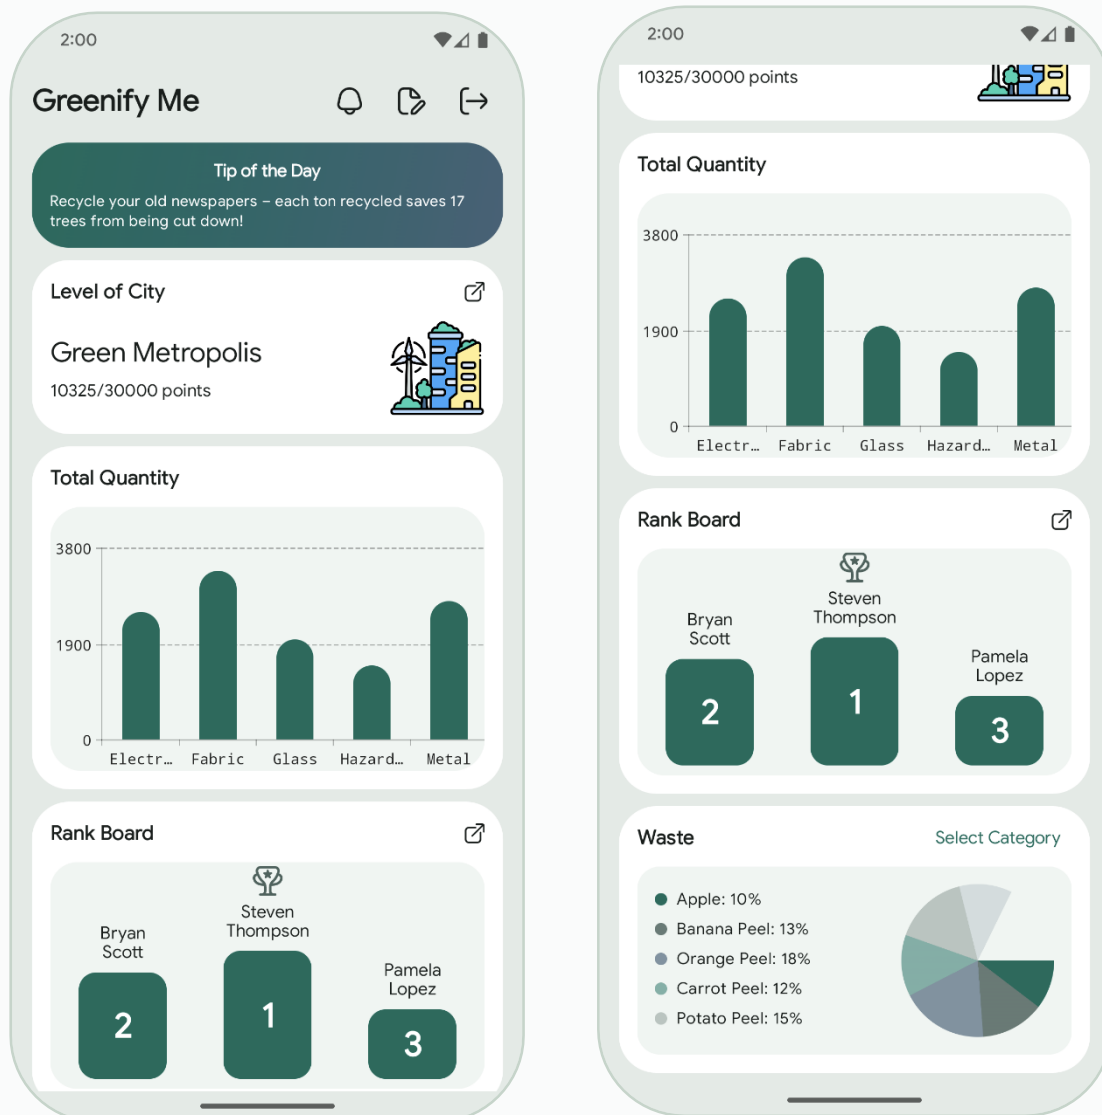 2:00
Greenify Me
Tip of the Day
Recycle your old newspapers – each ton recycled saves 17
trees from being cut down!
Level of City
Green Metropolis
10325/30000 points
Total Quantity
3800
1900
0
Electr…
Fabric
Glass
Hazard…
Metal
Rank Board
Bryan
Scott
Steven
Thompson
Pamela
Lopez
2
1
3
2:00
10325/30000 points
Total Quantity
3800
1900
0
Electr…
Fabric
Glass
Hazard…
Metal
Rank Board
Bryan
Scott
Steven
Thompson
Pamela
Lopez
2
1
3
Waste
Select Category
Apple: 10%
Banana Peel: 13%
Orange Peel: 18%
Carrot Peel: 12%
Potato Peel: 15%